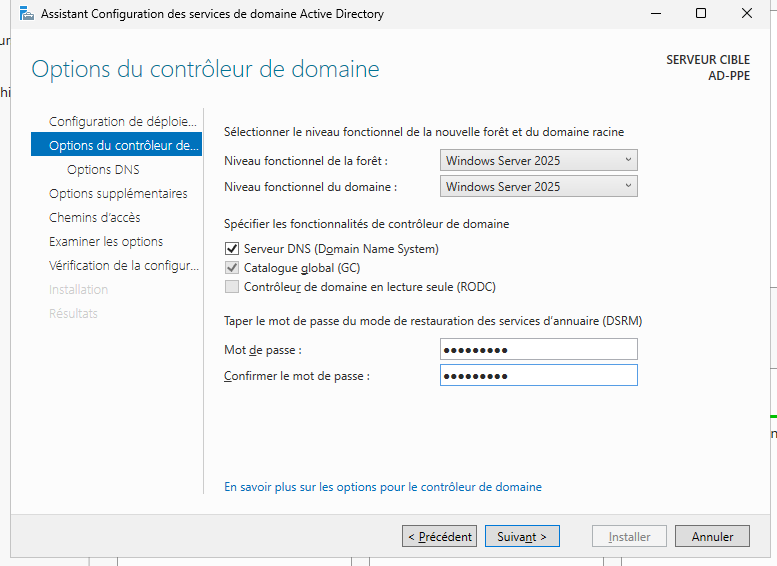 Assistant Configuration des services de domaine Active Directory
Options du contrôleur de domaine
SERVEUR CIBLE
AD-PPE
Configuration de déploie...
Options du contrôleur de...
Options DNS
Options supplémentaires
Chemins d'accès
Examiner les options
Vérification de la configur...
Installation
Résultats
Sélectionner le niveau fonctionnel de la nouvelle forêt et du domaine racine
Niveau fonctionnel de la forêt : Windows Server 2025
Niveau fonctionnel du domaine : Windows Server 2025
Spécifier les fonctionnalités de contrôleur de domaine
Serveur DNS (Domain Name System)
Catalogue global (GC)
Contrôleur de domaine en lecture seule (RODC)
Taper le mot de passe du mode de restauration des services d'annuaire (DSRM)
Mot de passe : ●●●●●●●●●
Confirmer le mot de passe : ●●●●●●●●●
En savoir plus sur les options pour le contrôleur de domaine
< Précédent Suivant > Installer Annuler